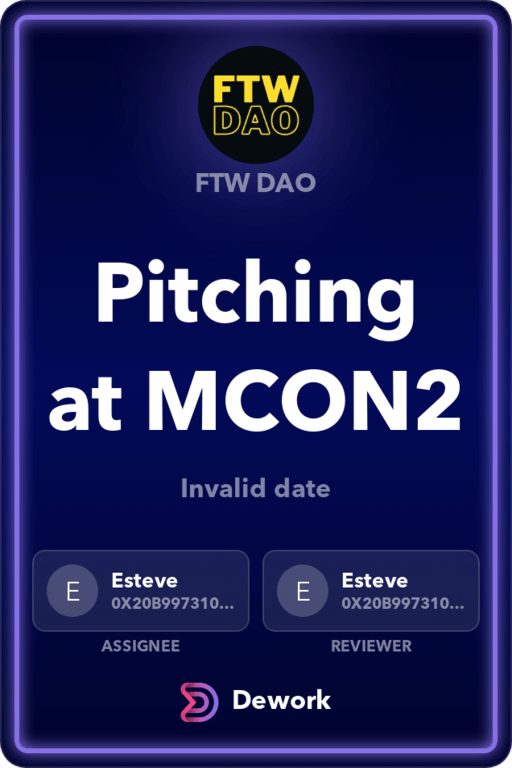 FTW
DAO
FTW DAO
Pitching
at MCON2
Invalid date
E
Esteve
0X20B997310...
E
Esteve
0X20B997310...
ASSIGNEE
REVIEWER
Dework